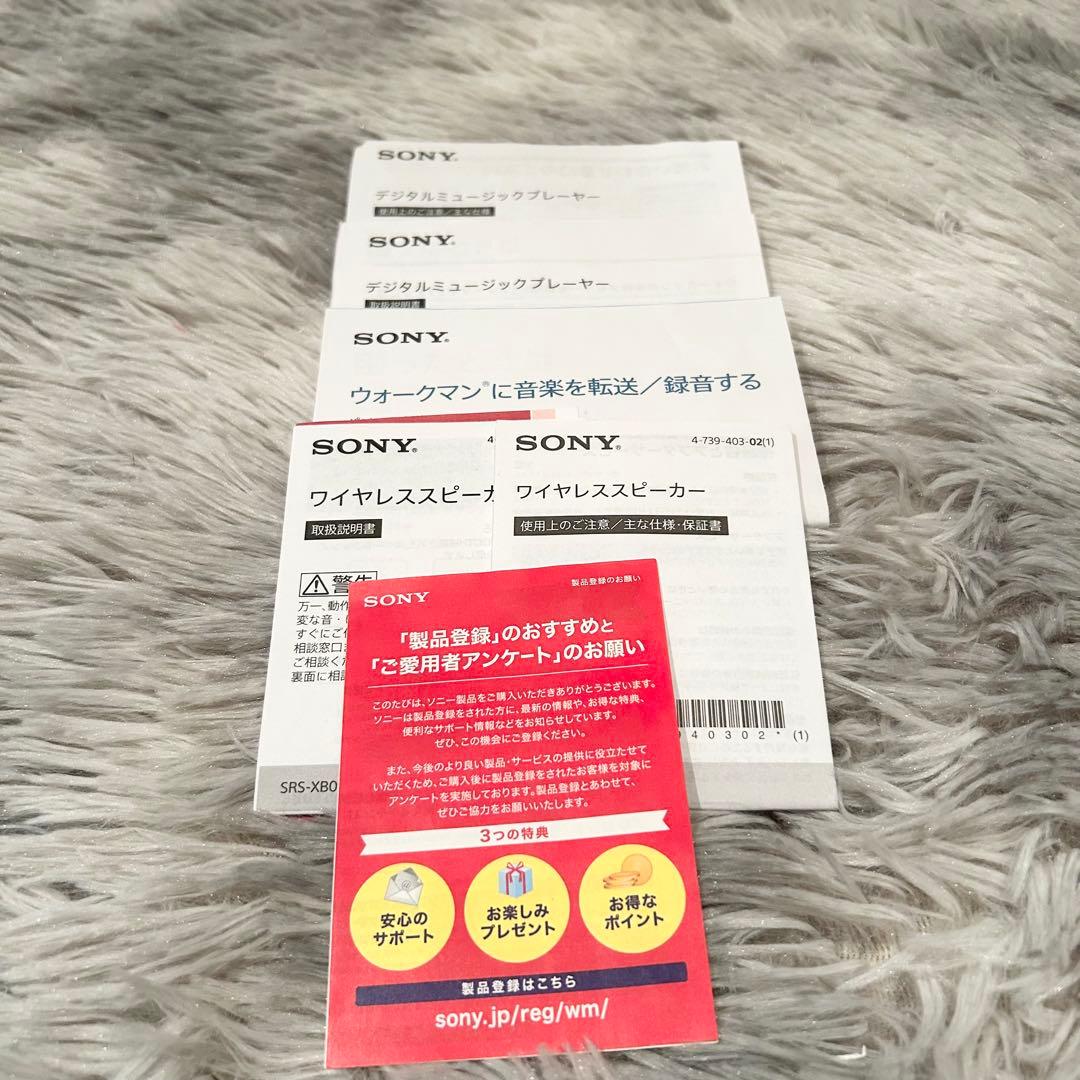 SONY
デジタルミュージックプレーヤー
使用上のご注意/主な仕様
SONY
デジタルミュージックプレーヤー
取扱説明書
SONY
ウォークマン®に音楽を転送/録音する
SONY
ワイヤレススピーカ
取扱説明書
警告
万一、動作
変な音・
すぐにご
相談窓口
ご相談くだ
裏面に相談
SRS-XB0
SONY
4-739-403-02(1)
ワイヤレススピーカー
使用上のご注意/主な仕様・保証書
940302*(1)
製品登録のお願い
SONY
「製品登録」のおすすめと
「ご愛用者アンケート」のお願い
このたびは、ソニー製品をご購入いただきありがとうございます。
ソニーは製品登録をされた方に、最新の情報や、お得な特典、
便利なサポート情報などをお知らせしています。
ぜひ、この機会にご登録ください。
また、今後のより良い製品・サービスの提供に役立たせて
いただくため、ご購入後に製品登録をされたお客様を対象に
アンケートを実施しております。製品登録とあわせて、
ぜひご協力をお願いいたします。
3つの特典
安心の
サポート
お楽しみ
プレゼント
お得な
ポイント
製品登録はこちら
sony.jp/reg/wm/